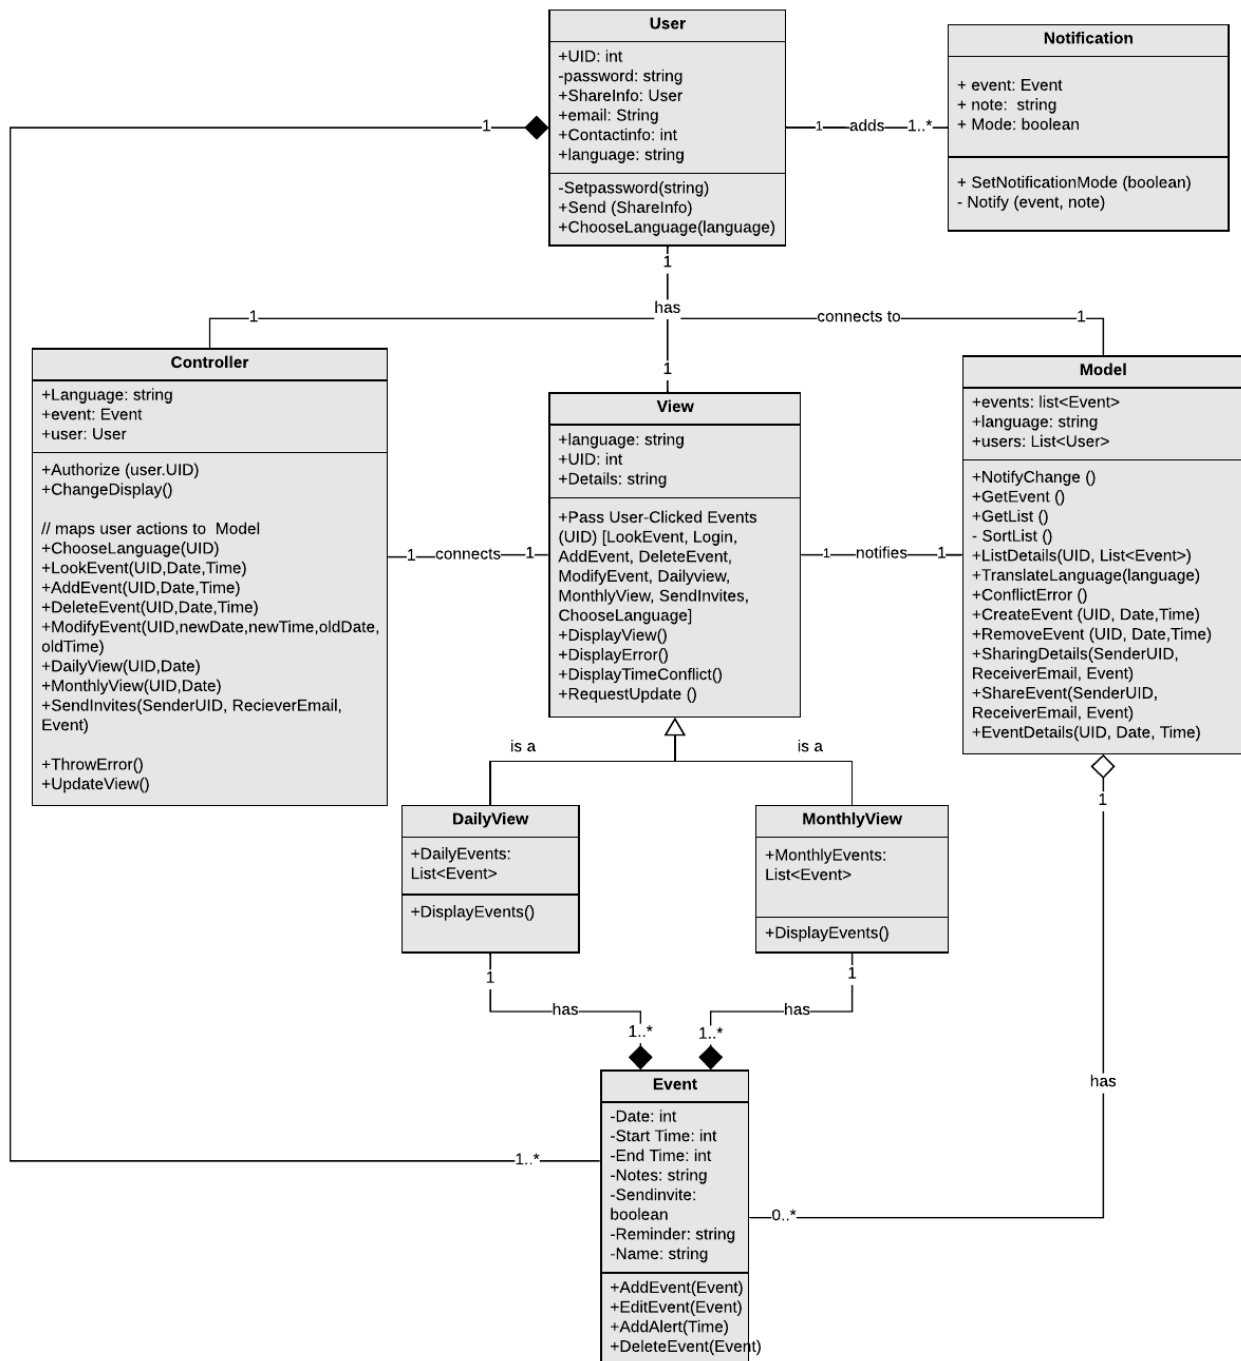 User
+UID: int
-password: string
+ShareInfo: User
+email: String
+Contactinfo: int
+language: string
-Setpassword(string)
+Send (ShareInfo)
+ChooseLanguage(language)
Notification
+ event: Event
+ note: string
+ Mode: boolean
+ SetNotificationMode (boolean)
- Notify (event, note)
1
1
adds
1..*
1
has
1
connects to
1
1
Controller
+Language: string
+event: Event
+user: User
+Authorize (user.UID)
+ChangeDisplay()
// maps user actions to Model
+ChooseLanguage(UID)
+LookEvent(UID,Date,Time)
+AddEvent(UID,Date,Time)
+DeleteEvent(UID,Date,Time)
+ModifyEvent(UID,newDate,newTime,oldDate,
oldTime)
+DailyView(UID,Date)
+MonthlyView(UID,Date)
+SendInvites(SenderUID, RecieverEmail,
Event)
+ThrowError()
+UpdateView()
1
connects
1
View
+language: string
+UID: int
+Details: string
+Pass User-Clicked Events
(UID) [LookEvent, Login,
AddEvent, DeleteEvent,
ModifyEvent, Dailyview,
MonthlyView, SendInvites,
ChooseLanguage]
+DisplayView()
+DisplayError()
+DisplayTimeConflict()
+RequestUpdate ()
1
notifies
1
Model
+events: list<Event>
+language: string
+users: List<User>
+NotifyChange ()
+GetEvent ()
+GetList ()
- SortList ()
+ListDetails(UID, List<Event>)
+TranslateLanguage(language)
+ConflictError ()
+CreateEvent (UID, Date,Time)
+RemoveEvent (UID, Date,Time)
+SharingDetails(SenderUID,
ReceiverEmail, Event)
+ShareEvent(SenderUID,
ReceiverEmail, Event)
+EventDetails(UID, Date, Time)
is a
is a
DailyView
+DailyEvents:
List<Event>
+DisplayEvents()
MonthlyView
+MonthlyEvents:
List<Event>
+DisplayEvents()
1
1
1
has
has
1..*
1..*
has
Event
-Date: int
-Start Time: int
-End Time: int
-Notes: string
-Sendinvite:
boolean
-Reminder: string
-Name: string
+AddEvent(Event)
+EditEvent(Event)
+AddAlert(Time)
+DeleteEvent(Event)
1..*
0..*